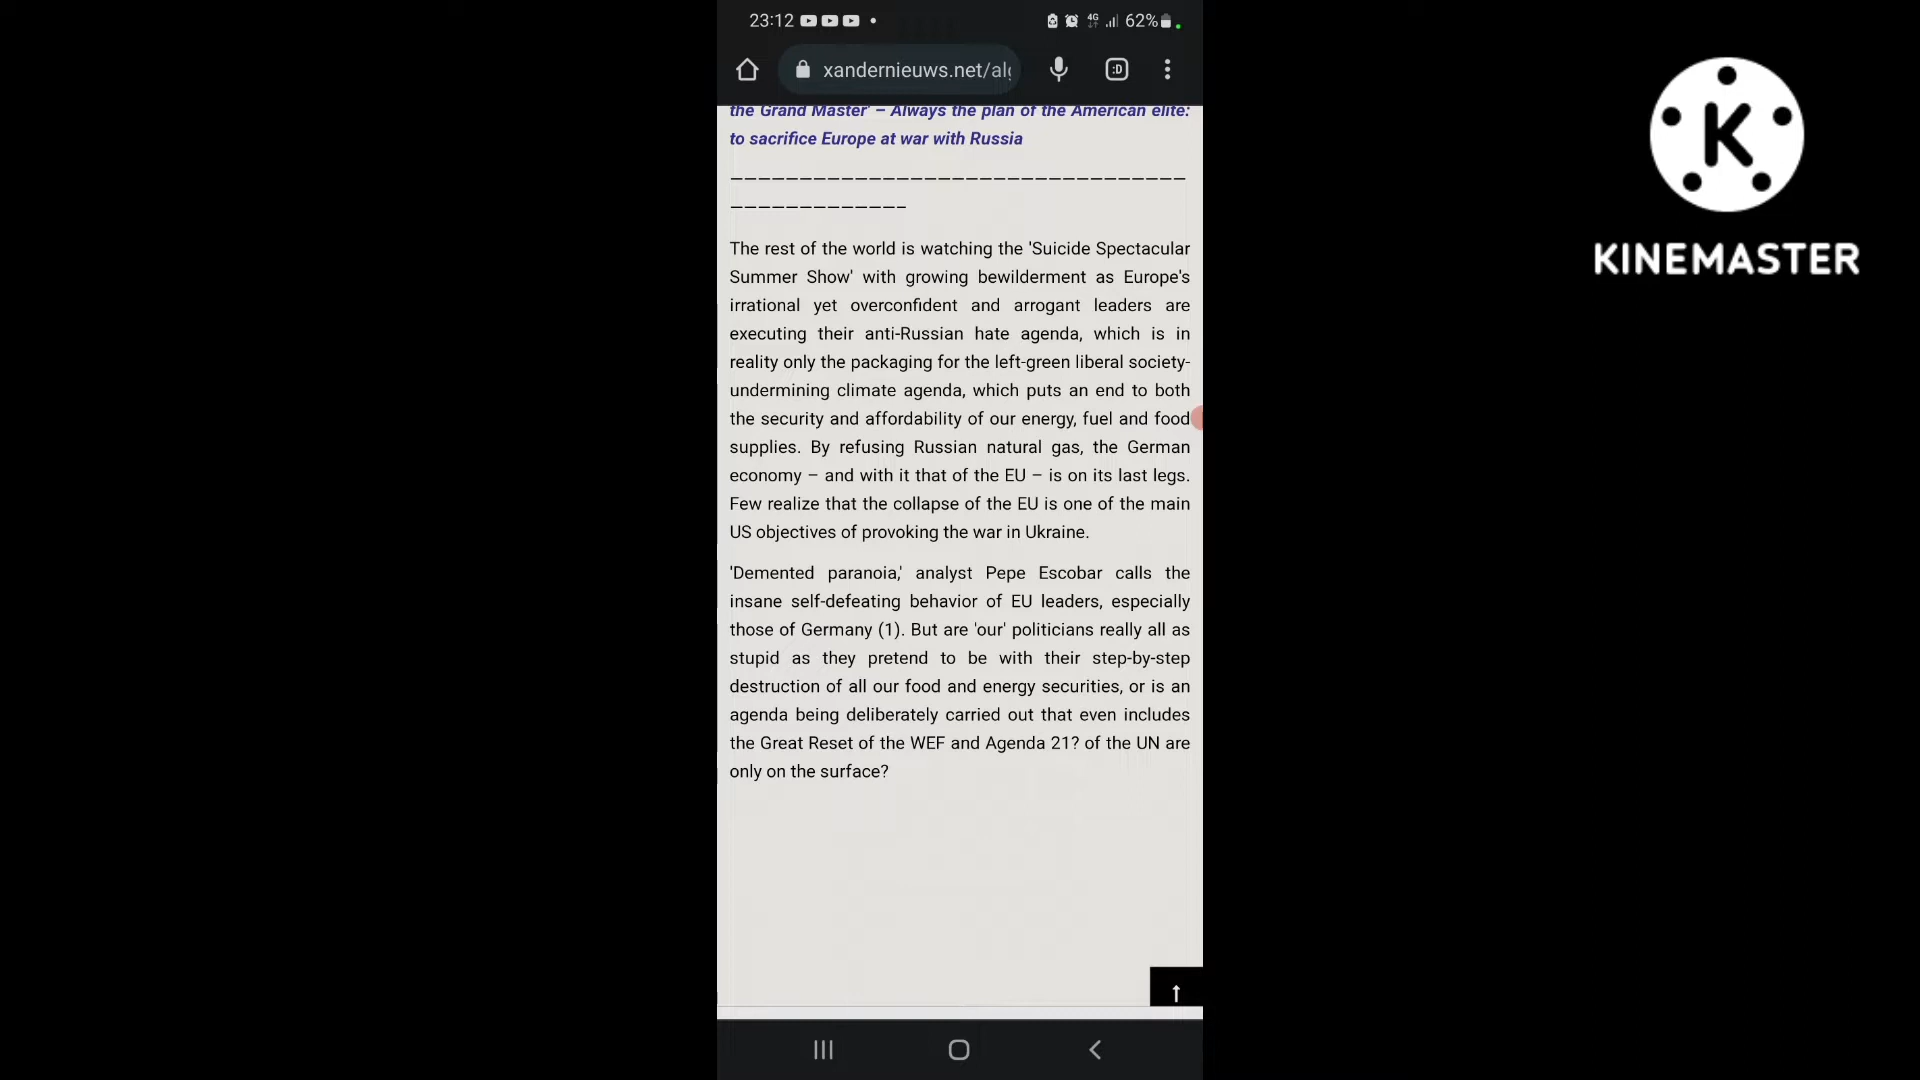 23:12
4G
62%
xandernieuws.net/alg
:D
the Grand Master' – Always the plan of the American elite:
to sacrifice Europe at war with Russia
—————————————————————————————————
—————————————
The rest of the world is watching the 'Suicide Spectacular
Summer Show' with growing bewilderment as Europe's
irrational yet overconfident and arrogant leaders are
executing their anti-Russian hate agenda, which is in
reality only the packaging for the left-green liberal society-
undermining climate agenda, which puts an end to both
the security and affordability of our energy, fuel and food
supplies. By refusing Russian natural gas, the German
economy – and with it that of the EU – is on its last legs.
Few realize that the collapse of the EU is one of the main
US objectives of provoking the war in Ukraine.
'Demented paranoia,' analyst Pepe Escobar calls the
insane self-defeating behavior of EU leaders, especially
those of Germany (1). But are 'our' politicians really all as
stupid as they pretend to be with their step-by-step
destruction of all our food and energy securities, or is an
agenda being deliberately carried out that even includes
the Great Reset of the WEF and Agenda 21? of the UN are
only on the surface?
K
KINEMASTER